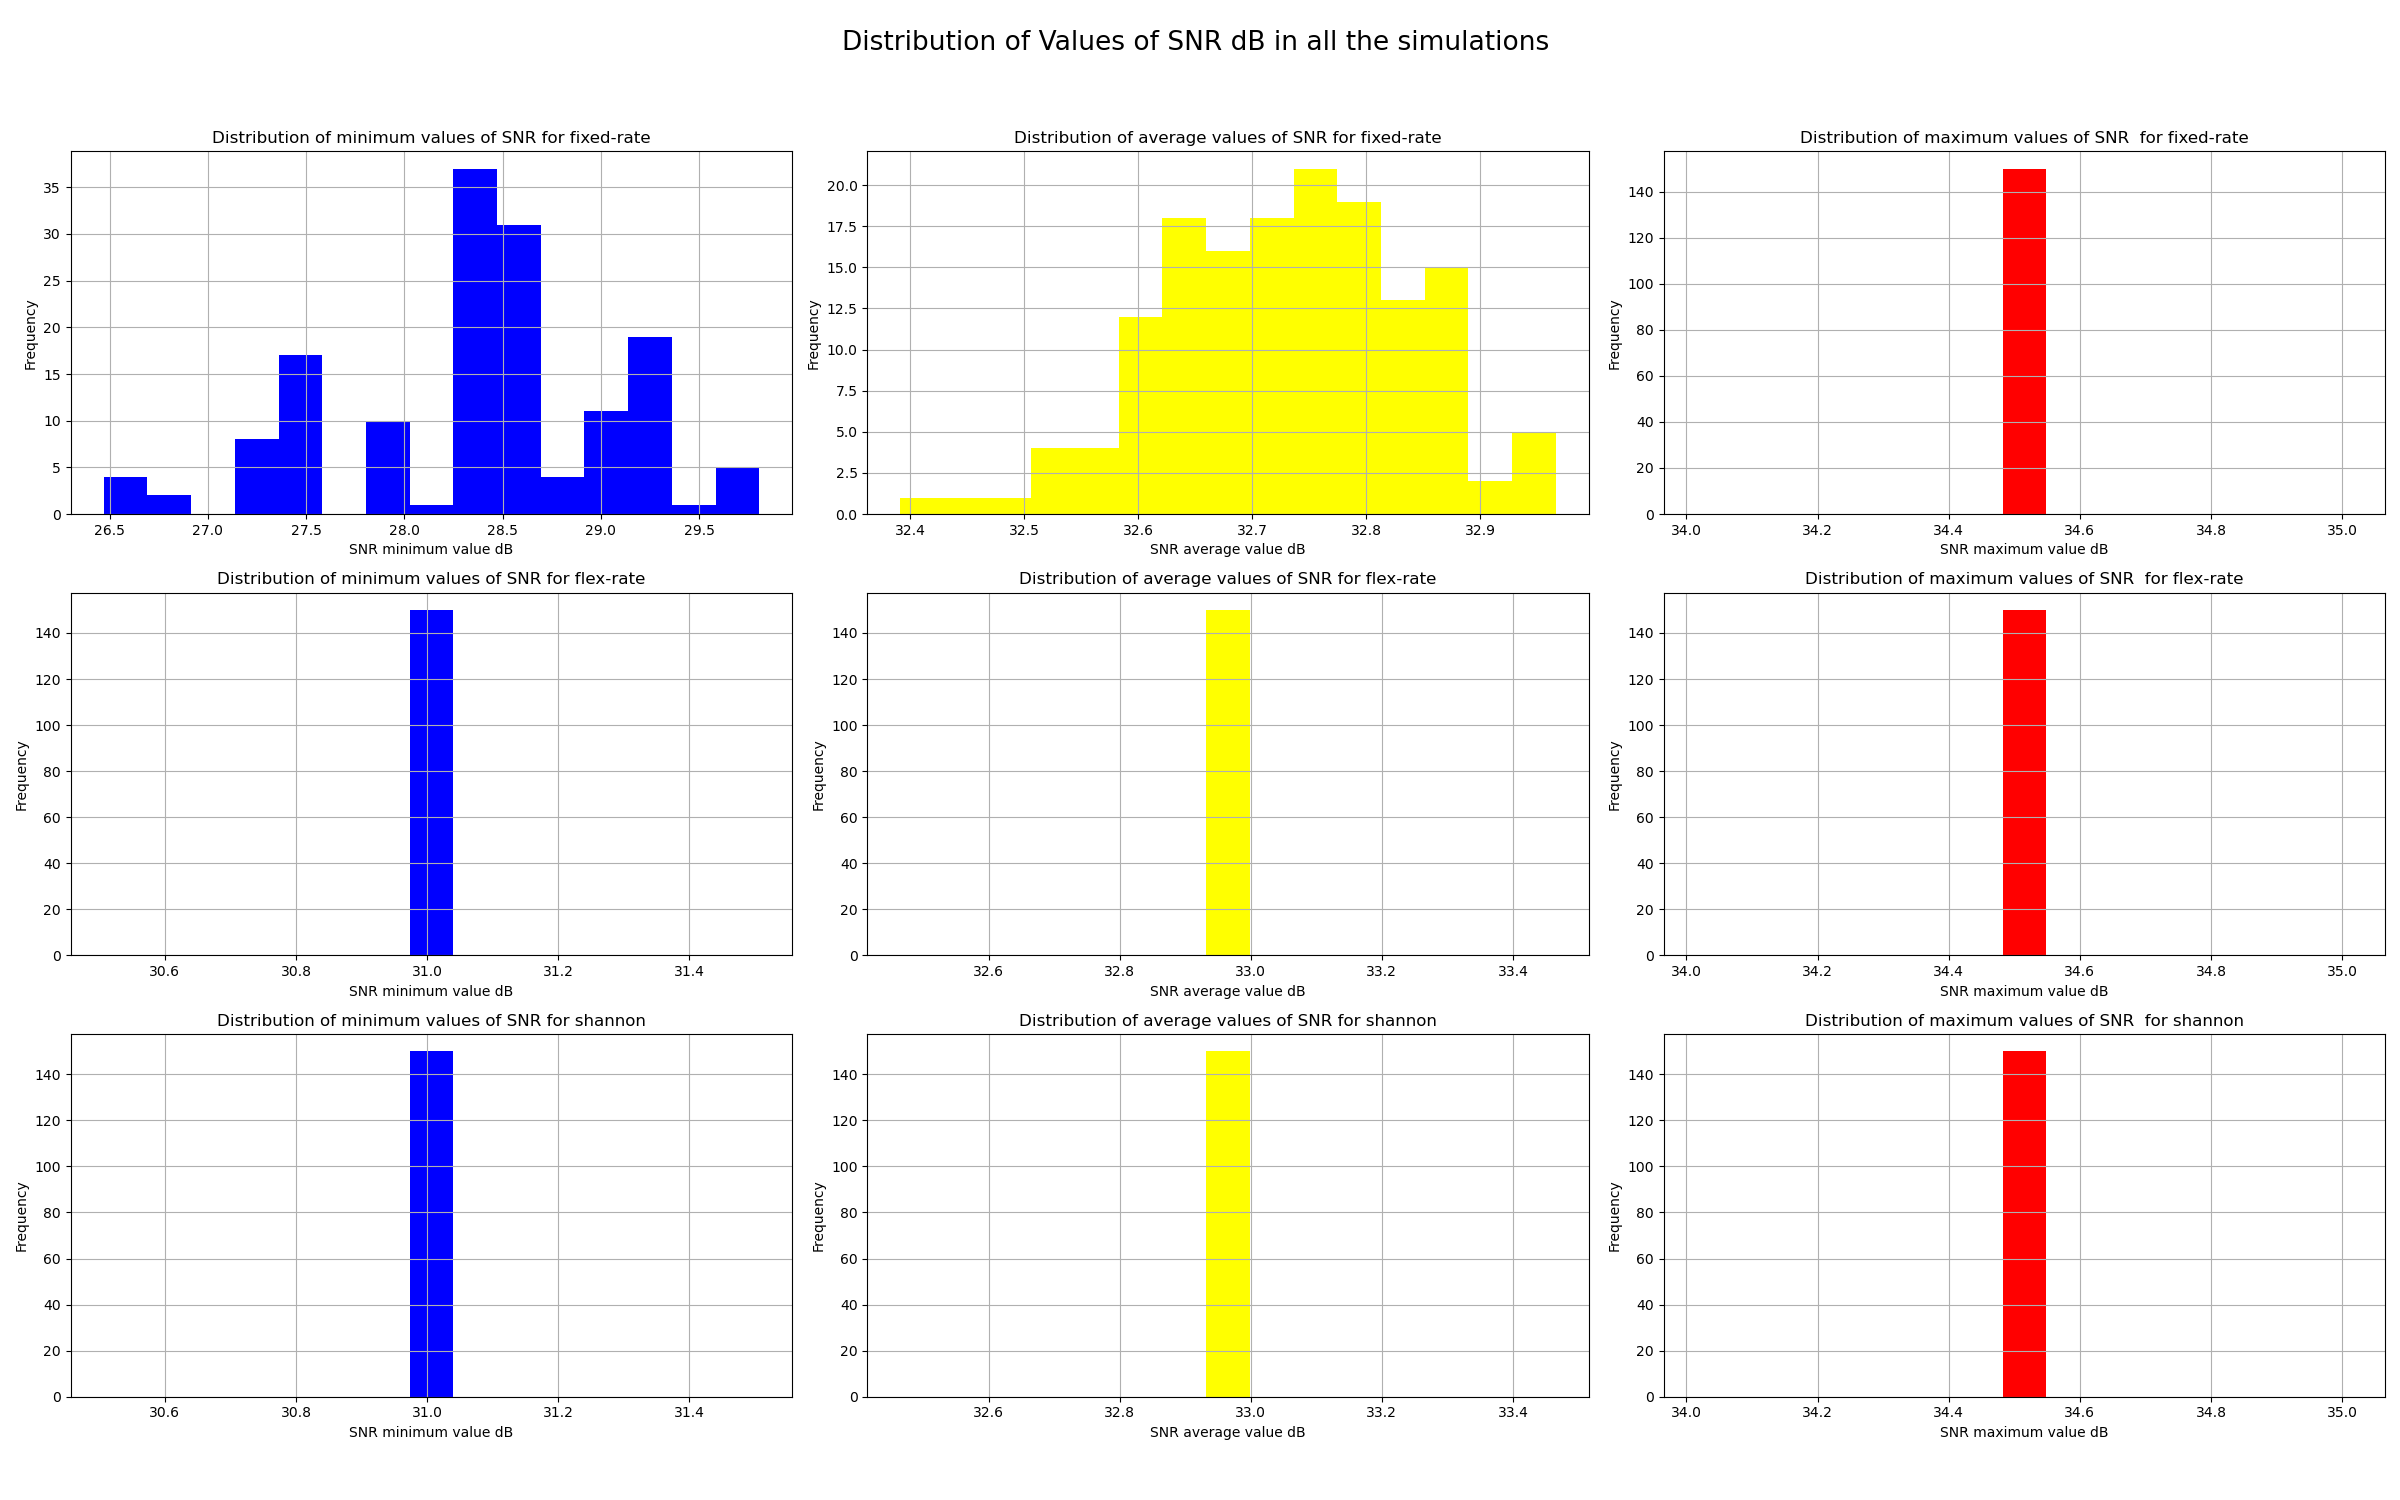 Distribution of Values of SNR dB in all the simulations
Distribution of minimum values of SNR for fixed-rate
Frequency
35
30
25
20
15
10
5
0
26.5 27.0 27.5 28.0 28.5 29.0 29.5
SNR minimum value dB
Distribution of average values of SNR for fixed-rate
Frequency
20.0
17.5
15.0
12.5
10.0
7.5
5.0
2.5
0.0
32.4 32.5 32.6 32.7 32.8 32.9
SNR average value dB
Distribution of maximum values of SNR  for fixed-rate
Frequency
140
120
100
80
60
40
20
0
34.0 34.2 34.4 34.6 34.8 35.0
SNR maximum value dB
Distribution of minimum values of SNR for flex-rate
Frequency
140
120
100
80
60
40
20
0
30.6 30.8 31.0 31.2 31.4
SNR minimum value dB
Distribution of average values of SNR for flex-rate
Frequency
140
120
100
80
60
40
20
0
32.6 32.8 33.0 33.2 33.4
SNR average value dB
Distribution of maximum values of SNR  for flex-rate
Frequency
140
120
100
80
60
40
20
0
34.0 34.2 34.4 34.6 34.8 35.0
SNR maximum value dB
Distribution of minimum values of SNR for shannon
Frequency
140
120
100
80
60
40
20
0
30.6 30.8 31.0 31.2 31.4
SNR minimum value dB
Distribution of average values of SNR for shannon
Frequency
140
120
100
80
60
40
20
0
32.6 32.8 33.0 33.2 33.4
SNR average value dB
Distribution of maximum values of SNR  for shannon
Frequency
140
120
100
80
60
40
20
0
34.0 34.2 34.4 34.6 34.8 35.0
SNR maximum value dB